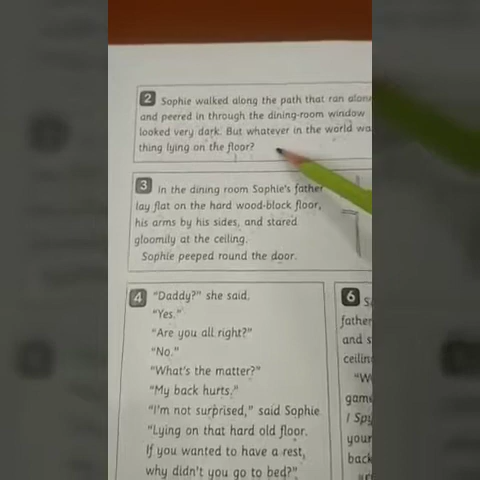 2 Sophie walked along the path that ran
and peered in through the dining-room window
looked very dark. But whatever in the world
thing lying on the floor?
3 In the dining room Sophie's father
lay flat on the hard wood-block floor,
his arms by his sides, and stared
gloomily at the ceiling.
Sophie peeped round the door.
4 "Daddy?" she said.
"Yes."
"Are you all right?"
"No."
"What's the matter?"
"My back hurts."
"I'm not surprised," said Sophie
"Lying on that hard old floor.
If you wanted to have a rest,
why didn't you go to bed?"
6
father
and s
ceilin
game
I Spy
your
back